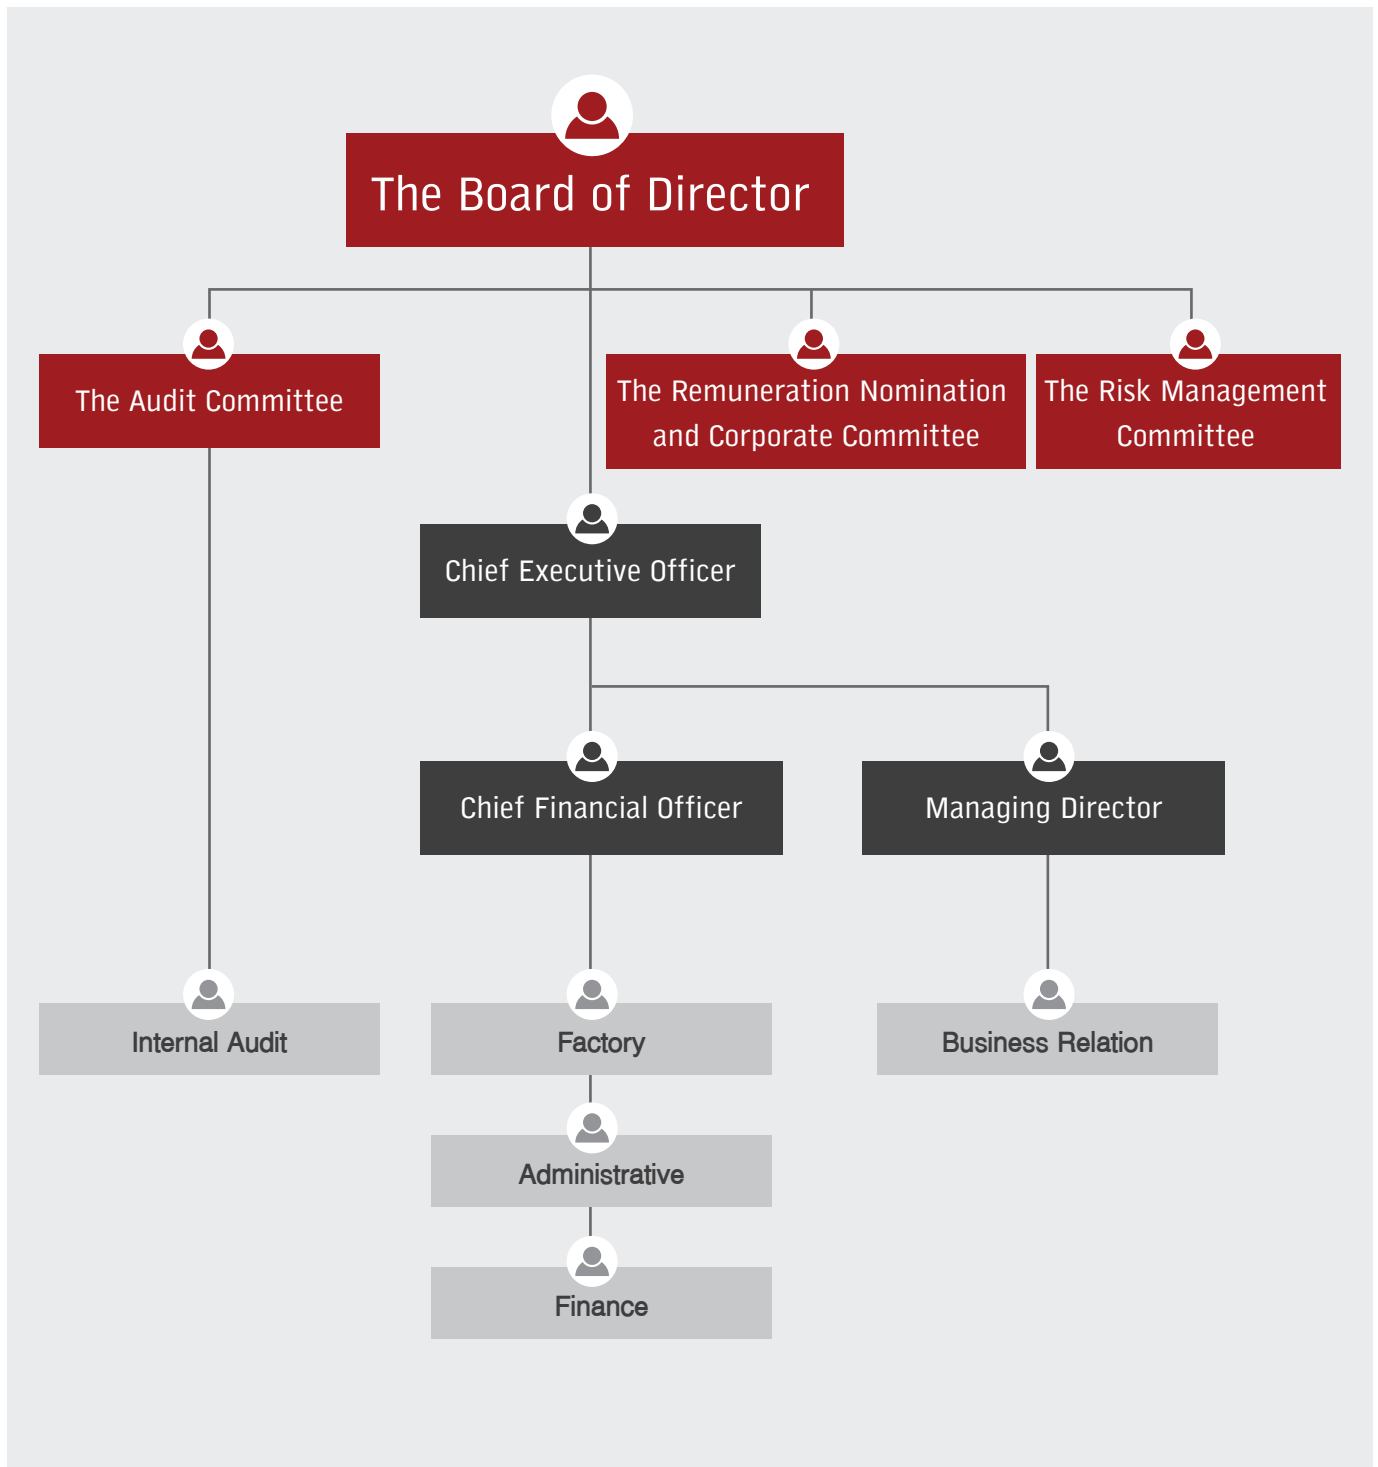 The Board of Director
The Audit Committee
The Remuneration Nomination
and Corporate Committee
The Risk Management
Committee
Chief Executive Officer
Chief Financial Officer
Managing Director
Internal Audit
Factory
Business Relation
Administrative
Finance